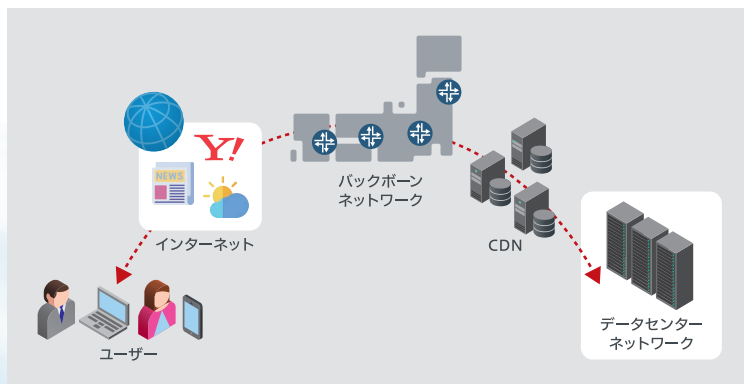 Y!
NEWS
インターネット
バックボーン
ネットワーク
CDN
データセンター
ネットワーク
ユーザー